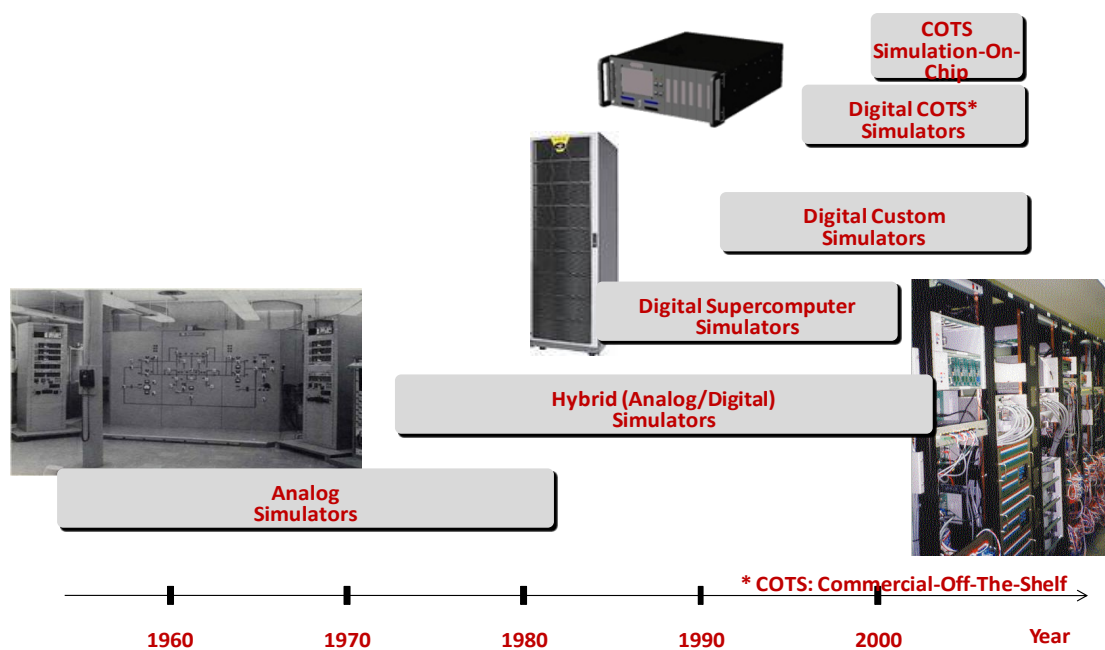 COTS
Simulation-On-
Chip
Digital COTS*
Simulators
Digital Custom
Simulators
Digital Supercomputer
Simulators
Hybrid (Analog/Digital)
Simulators
Analog
Simulators
* COTS: Commercial-Off-The-Shelf
1960
1970
1980
1990
2000
Year